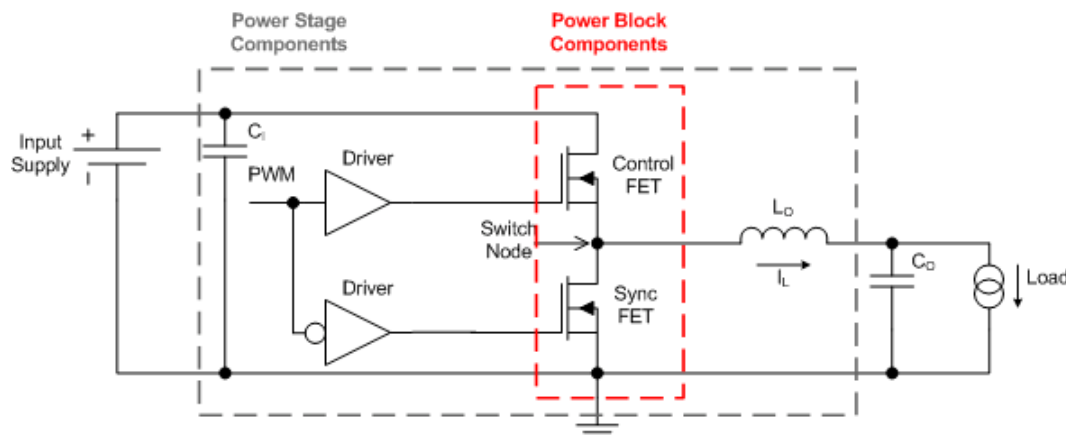 Power Stage
Components
Power Block
Components
Input
Supply
+
CI
PWM
Driver
Control
FET
Switch
Node
LO
IL
CO
Load
Driver
Sync
FET